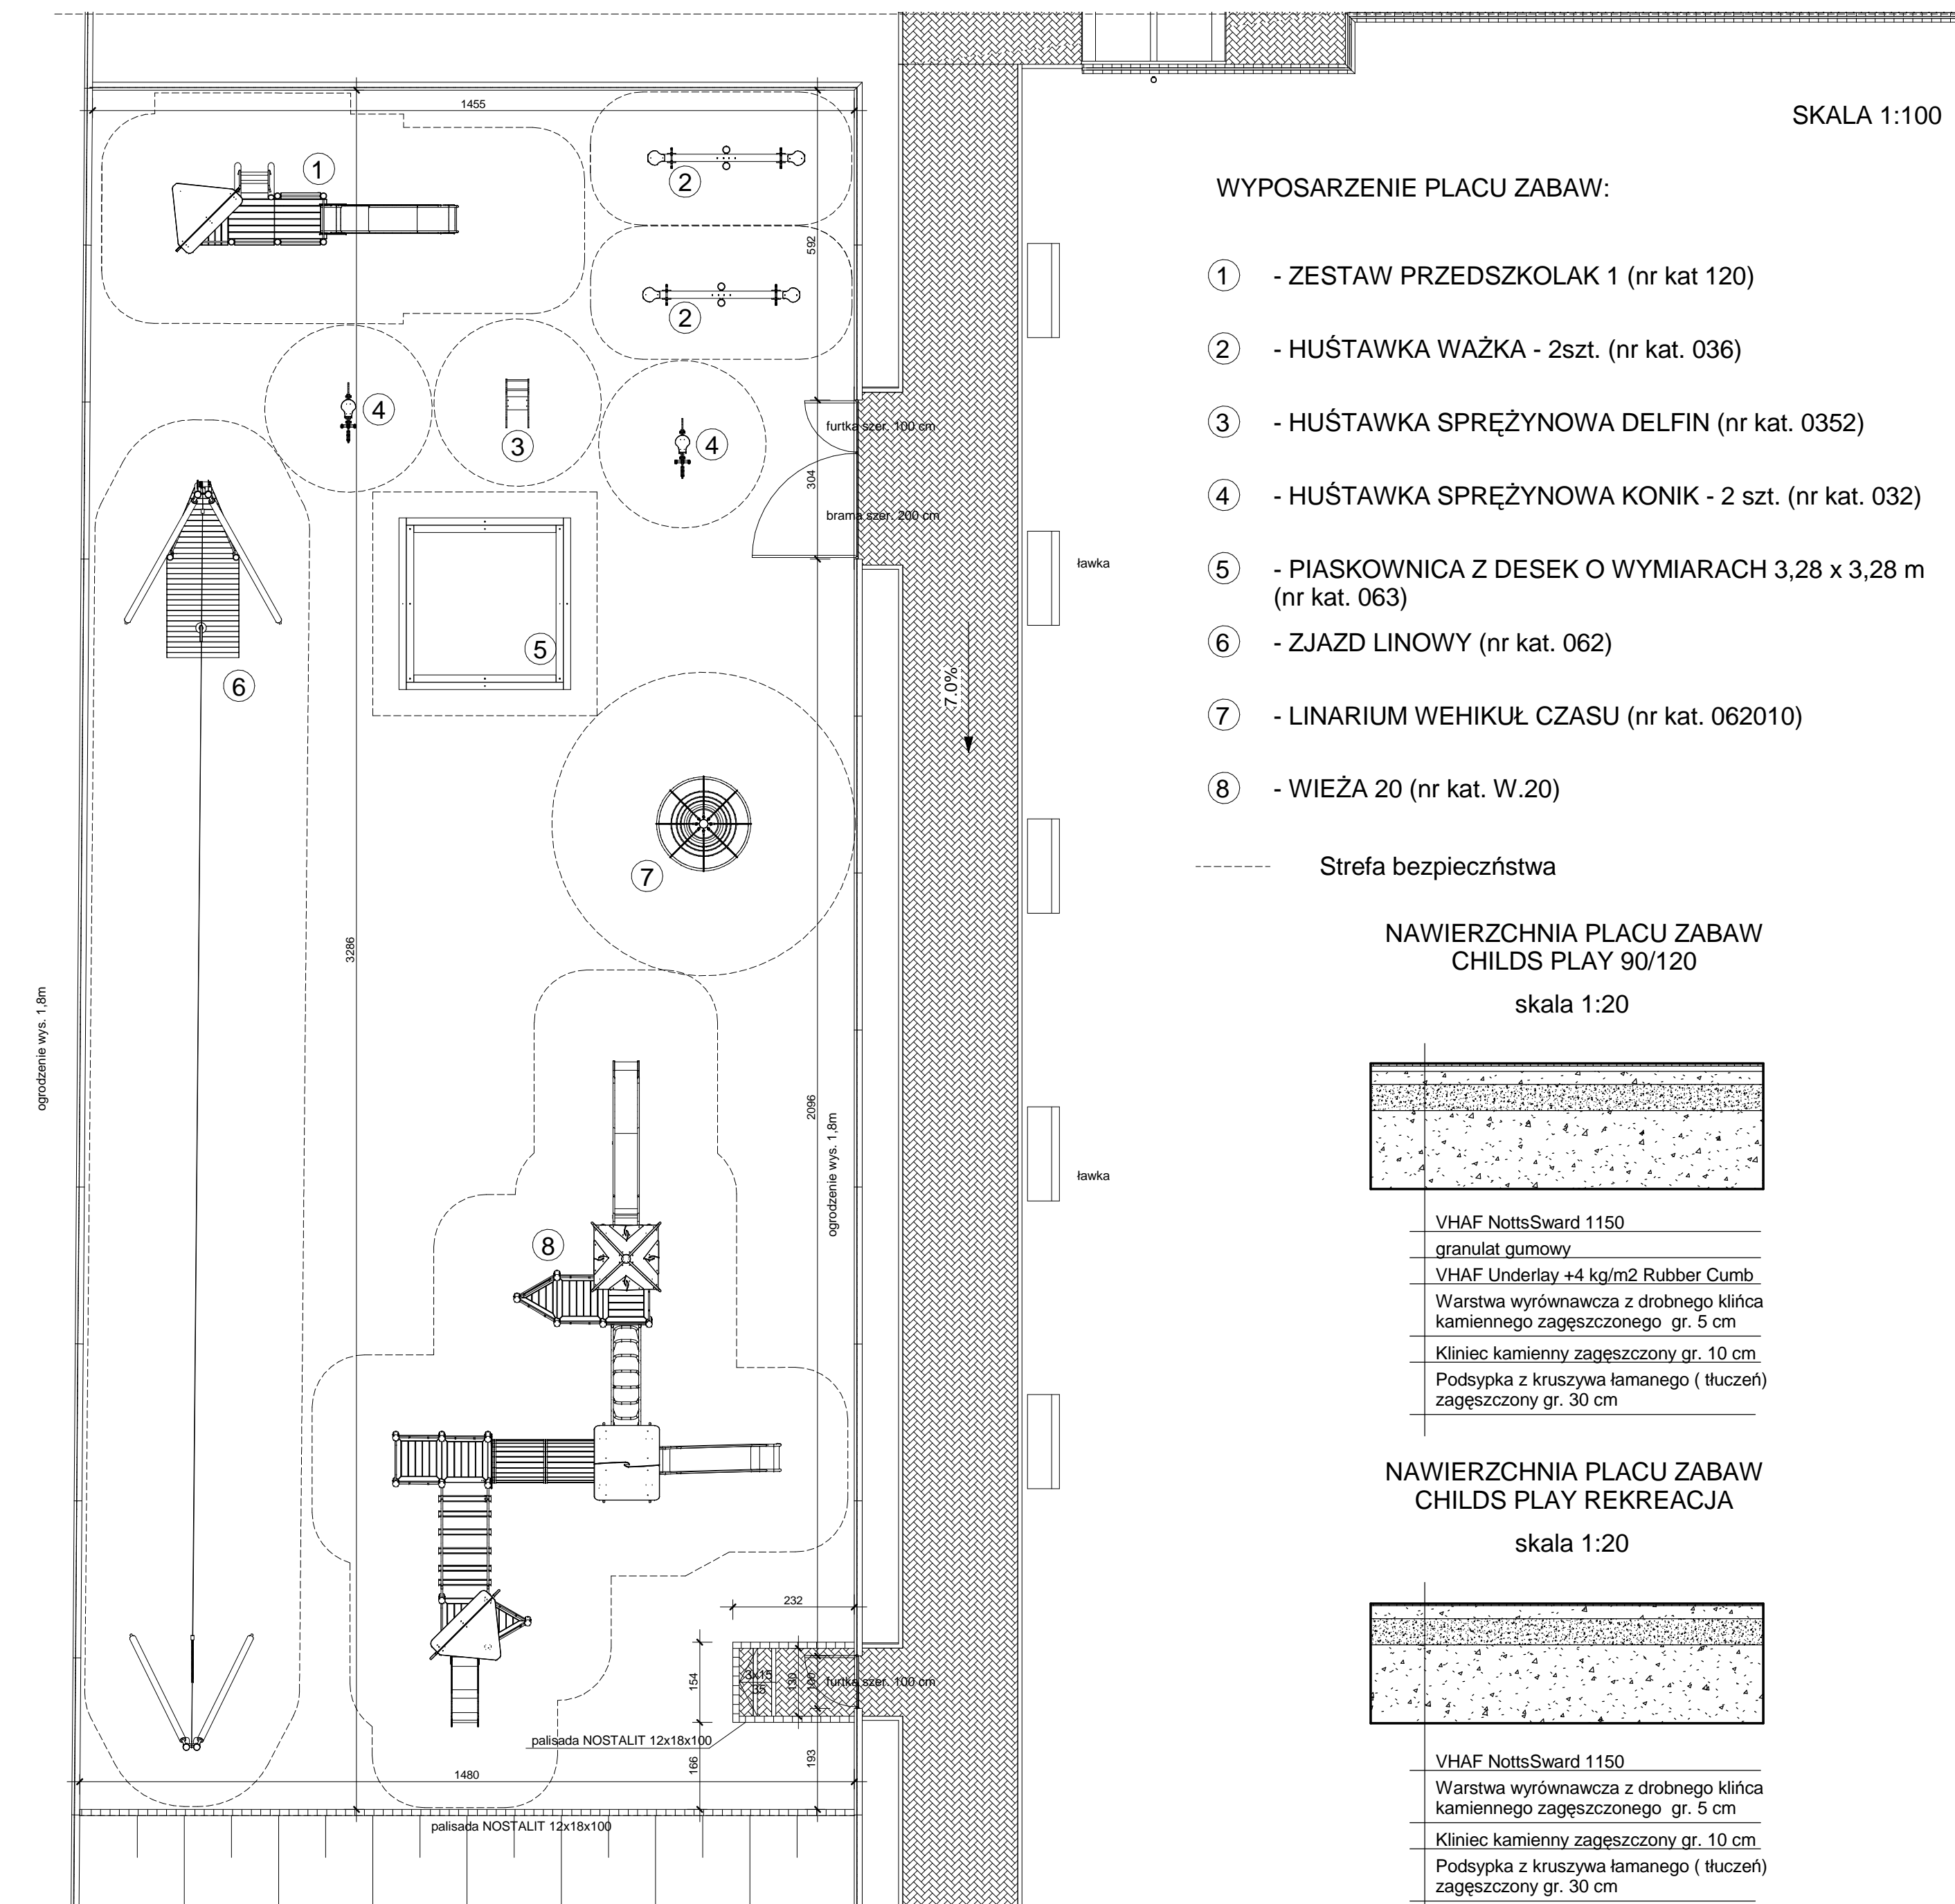 SKALA 1:100
WYPOSARZENIE PLACU ZABAW:
1 - ZESTAW PRZEDSZKOLAK 1 (nr kat 120)
2 - HUŚTAWKA WAŻKA - 2szt. (nr kat. 036)
3 - HUŚTAWKA SPRĘŻYNOWA DELFIN (nr kat. 0352)
4 - HUŚTAWKA SPRĘŻYNOWA KONIK - 2 szt. (nr kat. 032)
5 - PIASKOWNICA Z DESEK O WYMIARACH 3,28 x 3,28 m
(nr kat. 063)
6 - ZJAZD LINOWY (nr kat. 062)
7 - LINARIUM WEHIKUŁ CZASU (nr kat. 062010)
8 - WIEŻA 20 (nr kat. W.20)
Strefa bezpieczństwa
NAWIERZCHNIA PLACU ZABAW
CHILDS PLAY 90/120
skala 1:20
VHAF NottsSward 1150
granulat gumowy
VHAF Underlay +4 kg/m2 Rubber Cumb
Warstwa wyrównawcza z drobnego klińca
kamiennego zagęszczonego gr. 5 cm
Kliniec kamienny zagęszczony gr. 10 cm
Podsypka z kruszywa łamanego ( tłuczeń)
zagęszczony gr. 30 cm
NAWIERZCHNIA PLACU ZABAW
CHILDS PLAY REKREACJA
skala 1:20
VHAF NottsSward 1150
Warstwa wyrównawcza z drobnego klińca
kamiennego zagęszczonego gr. 5 cm
Kliniec kamienny zagęszczony gr. 10 cm
Podsypka z kruszywa łamanego ( tłuczeń)
zagęszczony gr. 30 cm
1455
1
2
592
2
4
3
4
furtka szer. 100 cm
304
brama szer. 200 cm
ławka
5
6
7.0%
7
3286
ogrodzenie wys. 1,8m
2096
ogrodzenie wys. 1,8m
ławka
8
232
154
3x15
35
130
100
furtka szer. 100 cm
palisada NOSTALIT 12x18x100
166
193
1480
palisada NOSTALIT 12x18x100